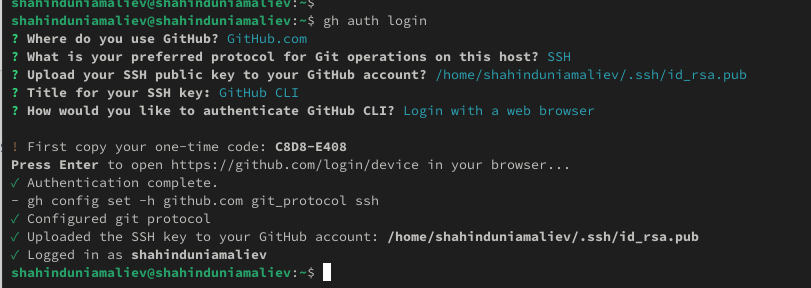 shahinduniamaliev@shahinduniamaliev:~$
shahinduniamaliev@shahinduniamaliev:~$ gh auth login
? Where do you use GitHub? GitHub.com
? What is your preferred protocol for Git operations on this host? SSH
? Upload your SSH public key to your GitHub account? /home/shahinduniamaliev/.ssh/id_rsa.pub
? Title for your SSH key: GitHub CLI
? How would you like to authenticate GitHub CLI? Login with a web browser
! First copy your one-time code: C8D8-E408
Press Enter to open https://github.com/login/device in your browser...
✓ Authentication complete.
- gh config set -h github.com git_protocol ssh
✓ Configured git protocol
✓ Uploaded the SSH key to your GitHub account: /home/shahinduniamaliev/.ssh/id_rsa.pub
✓ Logged in as shahinduniamaliev
shahinduniamaliev@shahinduniamaliev:~$